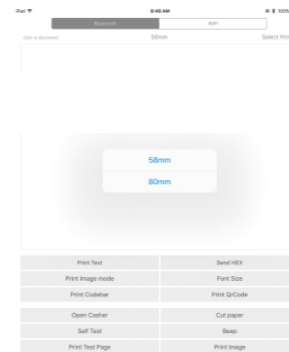 iPad 9:48 AM 100%
Bluetooth WIFI
Click to disconnect 58mm Select Print
58mm
80mm
Print Text Send HEX
Print Image mode Font Size
Print Codebar Print QrCode
Open Casher Cut paper
Self Test Beep
Print Test Page Print Image